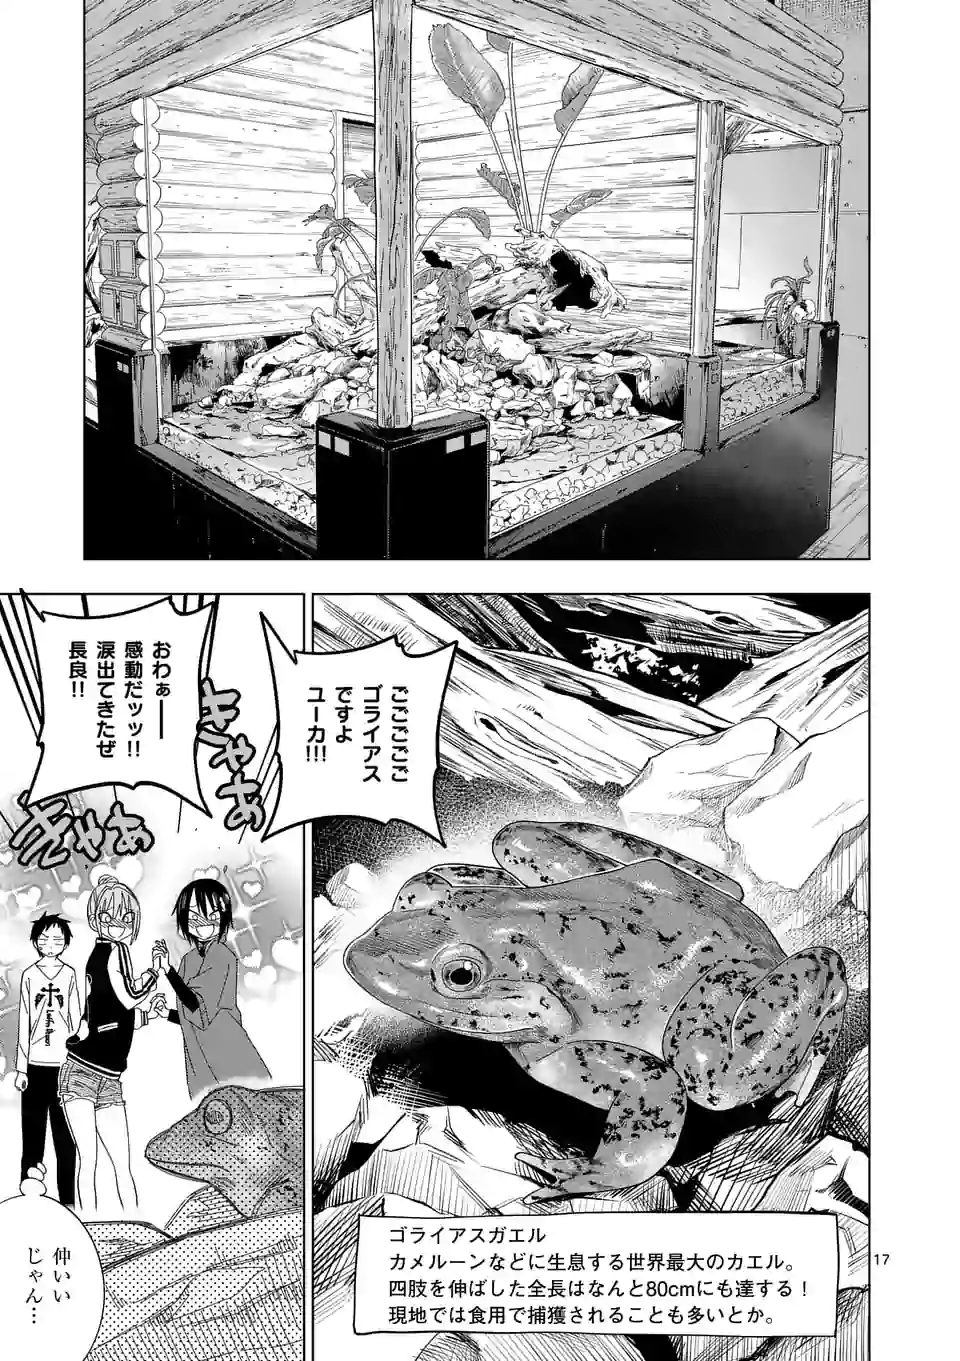 ごごごごごご
ゴライアス
ですよ
ユーカ!!!
おわぁ──
感動だッッ!!
涙出てきたぜ
長良!!
きゃあぁ
きゃあぁ
ゴライアスガエル
カメルーンなどに生息する世界最大のカエル。
四肢を伸ばした全長はなんと80cmにも達する！
現地では食用で捕獲されることも多いとか。
仲いい
じゃん…
17